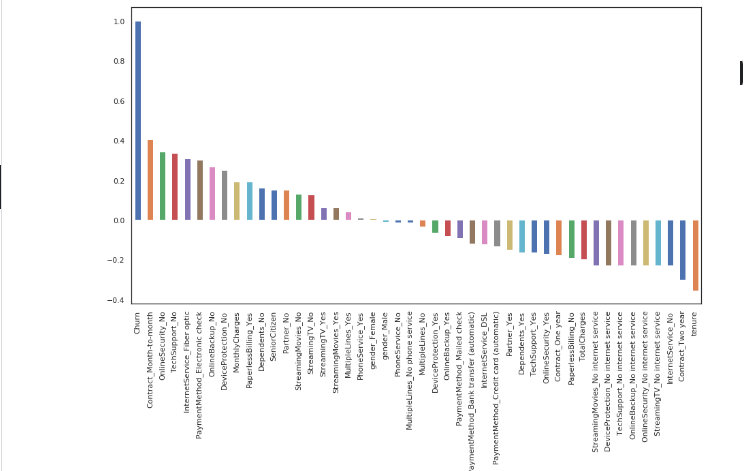 1.0
0.8
0.6
0.4
0.2
0.0
−0.2
−0.4
Churn
Contract_Month-to-month
OnlineSecurity_No
TechSupport_No
InternetService_Fiber optic
PaymentMethod_Electronic check
OnlineBackup_No
DeviceProtection_No
MonthlyCharges
PaperlessBilling_Yes
Dependents_No
SeniorCitizen
Partner_No
StreamingMovies_No
StreamingTV_No
StreamingTV_Yes
StreamingMovies_Yes
MultipleLines_Yes
PhoneService_Yes
gender_Female
gender_Male
PhoneService_No
MultipleLines_No phone service
MultipleLines_No
DeviceProtection_Yes
OnlineBackup_Yes
PaymentMethod_Mailed check
PaymentMethod_Bank transfer (automatic)
InternetService_DSL
PaymentMethod_Credit card (automatic)
Partner_Yes
Dependents_Yes
TechSupport_Yes
OnlineSecurity_Yes
Contract_One year
PaperlessBilling_No
TotalCharges
StreamingMovies_No internet service
DeviceProtection_No internet service
TechSupport_No internet service
OnlineBackup_No internet service
OnlineSecurity_No internet service
StreamingTV_No internet service
InternetService_No
Contract_Two year
tenure